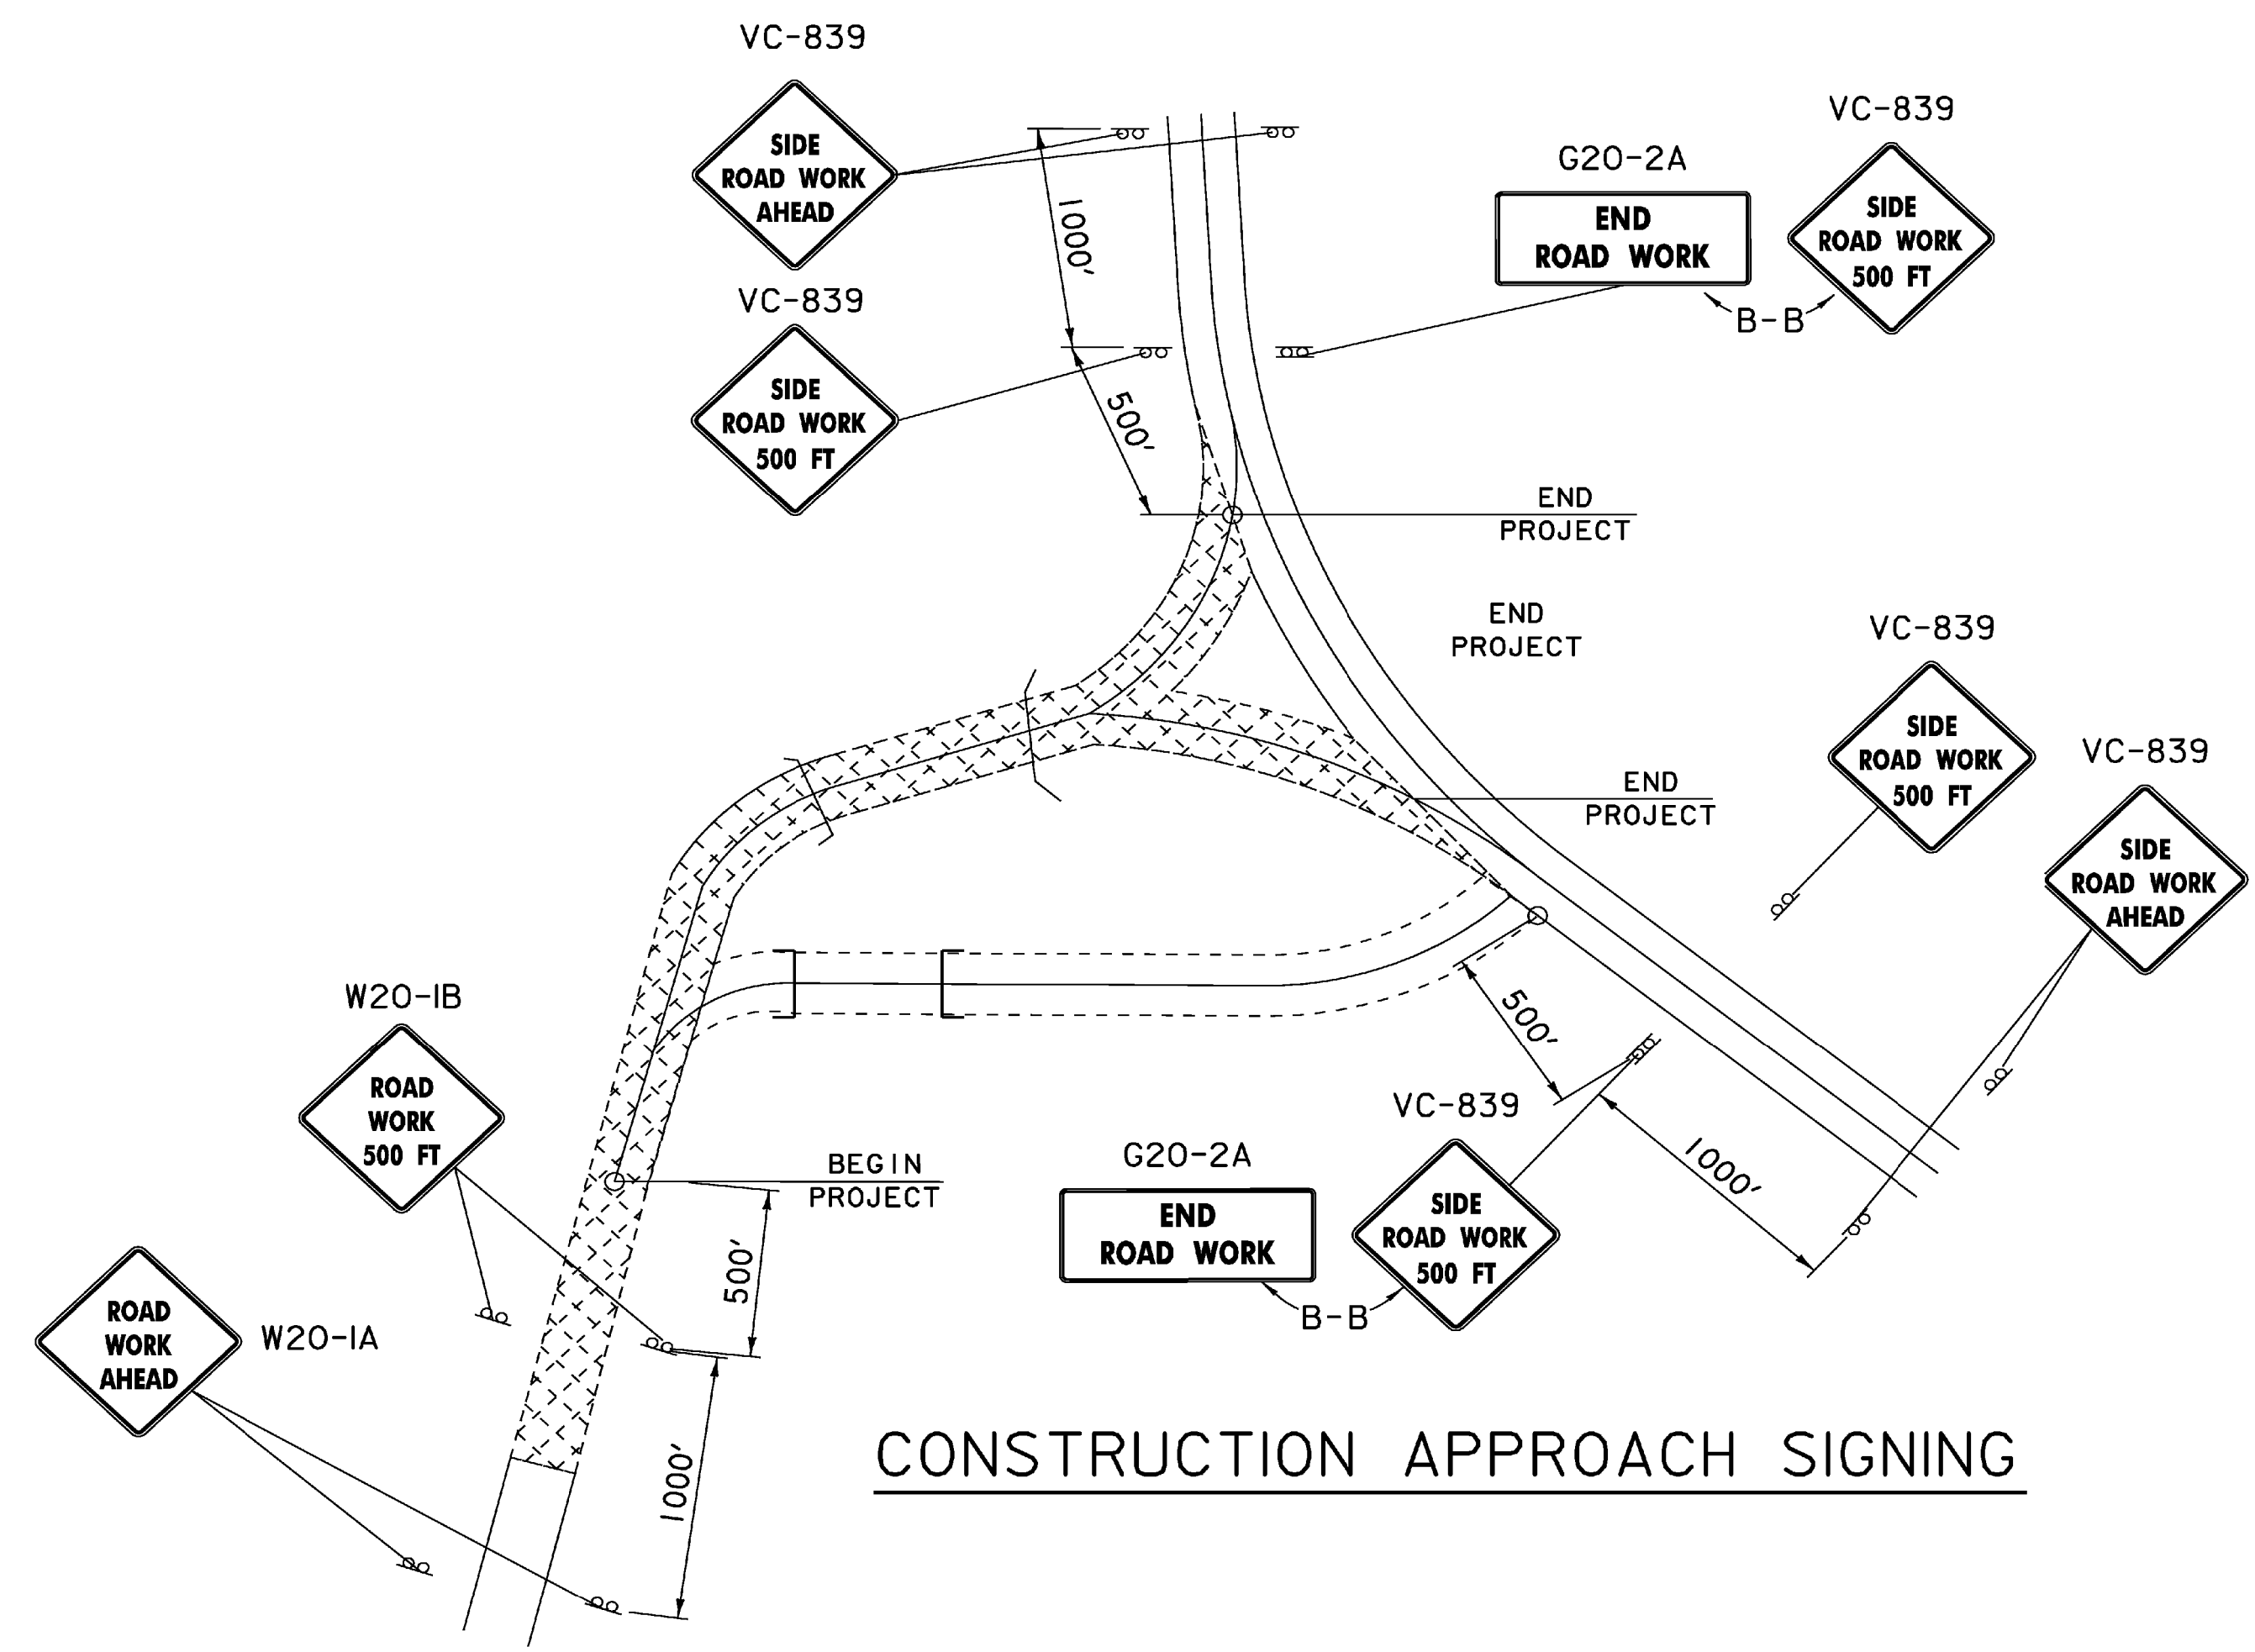 VC-839
SIDE
ROAD WORK
AHEAD
VC-839
SIDE
ROAD WORK
500 FT
1000'
500'
G20-2A
END
ROAD WORK
VC-839
SIDE
ROAD WORK
500 FT
B-B
END
PROJECT
END
PROJECT
END
PROJECT
VC-839
SIDE
ROAD WORK
500 FT
VC-839
SIDE
ROAD WORK
AHEAD
W20-1B
ROAD
WORK
500 FT
W20-1A
ROAD
WORK
AHEAD
BEGIN
PROJECT
500'
1000'
500'
1000'
G20-2A
END
ROAD WORK
VC-839
SIDE
ROAD WORK
500 FT
B-B
CONSTRUCTION APPROACH SIGNING